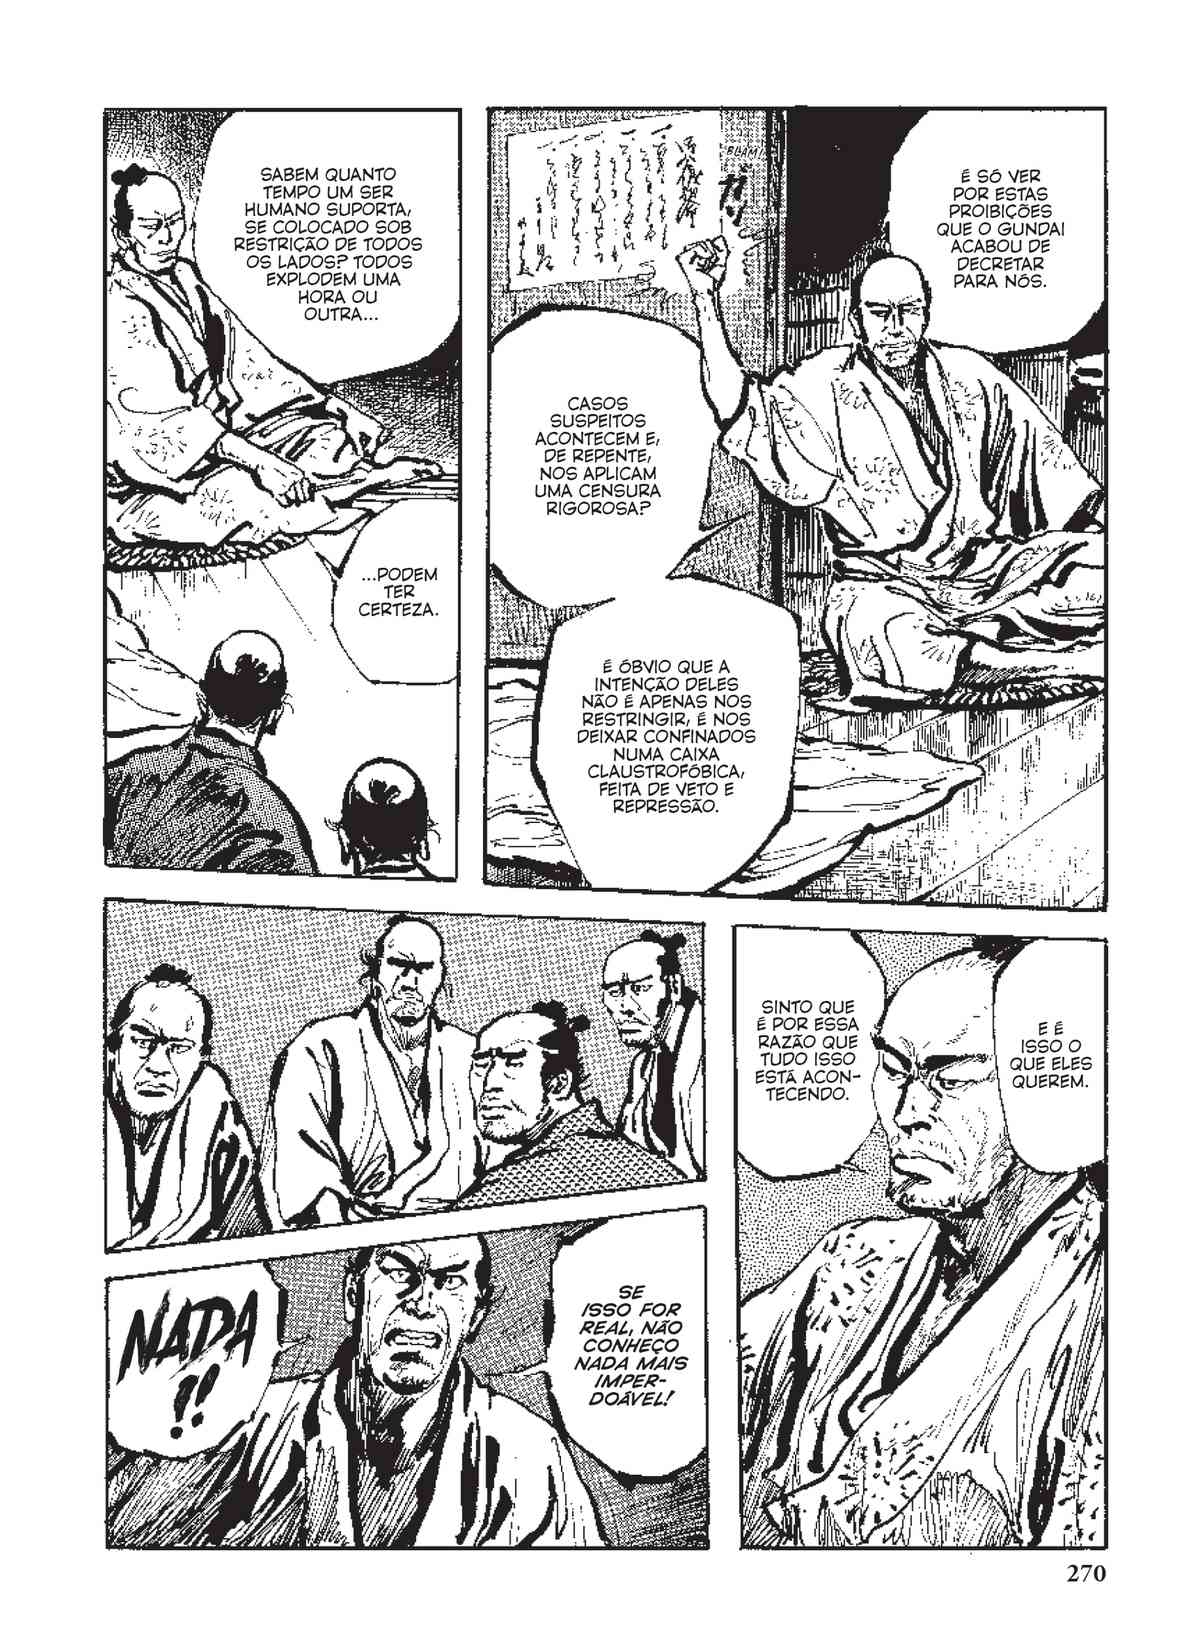 É SÓ VER
POR ESTAS
PROIBIÇÕES
QUE O GUNDAI
ACABOU DE
DECRETAR
PARA NÓS.
BLAM!
CASOS
SUSPEITOS
ACONTECEM E,
DE REPENTE,
NOS APLICAM
UMA CENSURA
RIGOROSA?
É ÓBVIO QUE A
INTENÇÃO DELES
NÃO É APENAS NOS
RESTRINGIR, É NOS
DEIXAR CONFINADOS
NUMA CAIXA
CLAUSTROFÓBICA,
FEITA DE VETO E
REPRESSÃO.
SABEM QUANTO
TEMPO UM SER
HUMANO SUPORTA,
SE COLOCADO SOB
RESTRIÇÃO DE TODOS
OS LADOS? TODOS
EXPLODEM UMA
HORA OU
OUTRA...
...PODEM
TER
CERTEZA.
E É
ISSO O
QUE ELES
QUEREM.
SINTO QUE
É POR ESSA
RAZÃO QUE
TUDO ISSO
ESTÁ ACON-
TECENDO.
SE
ISSO FOR
REAL, NÃO
CONHEÇO
NADA MAIS
IMPER-
DOÁVEL!
NADA
!!
270